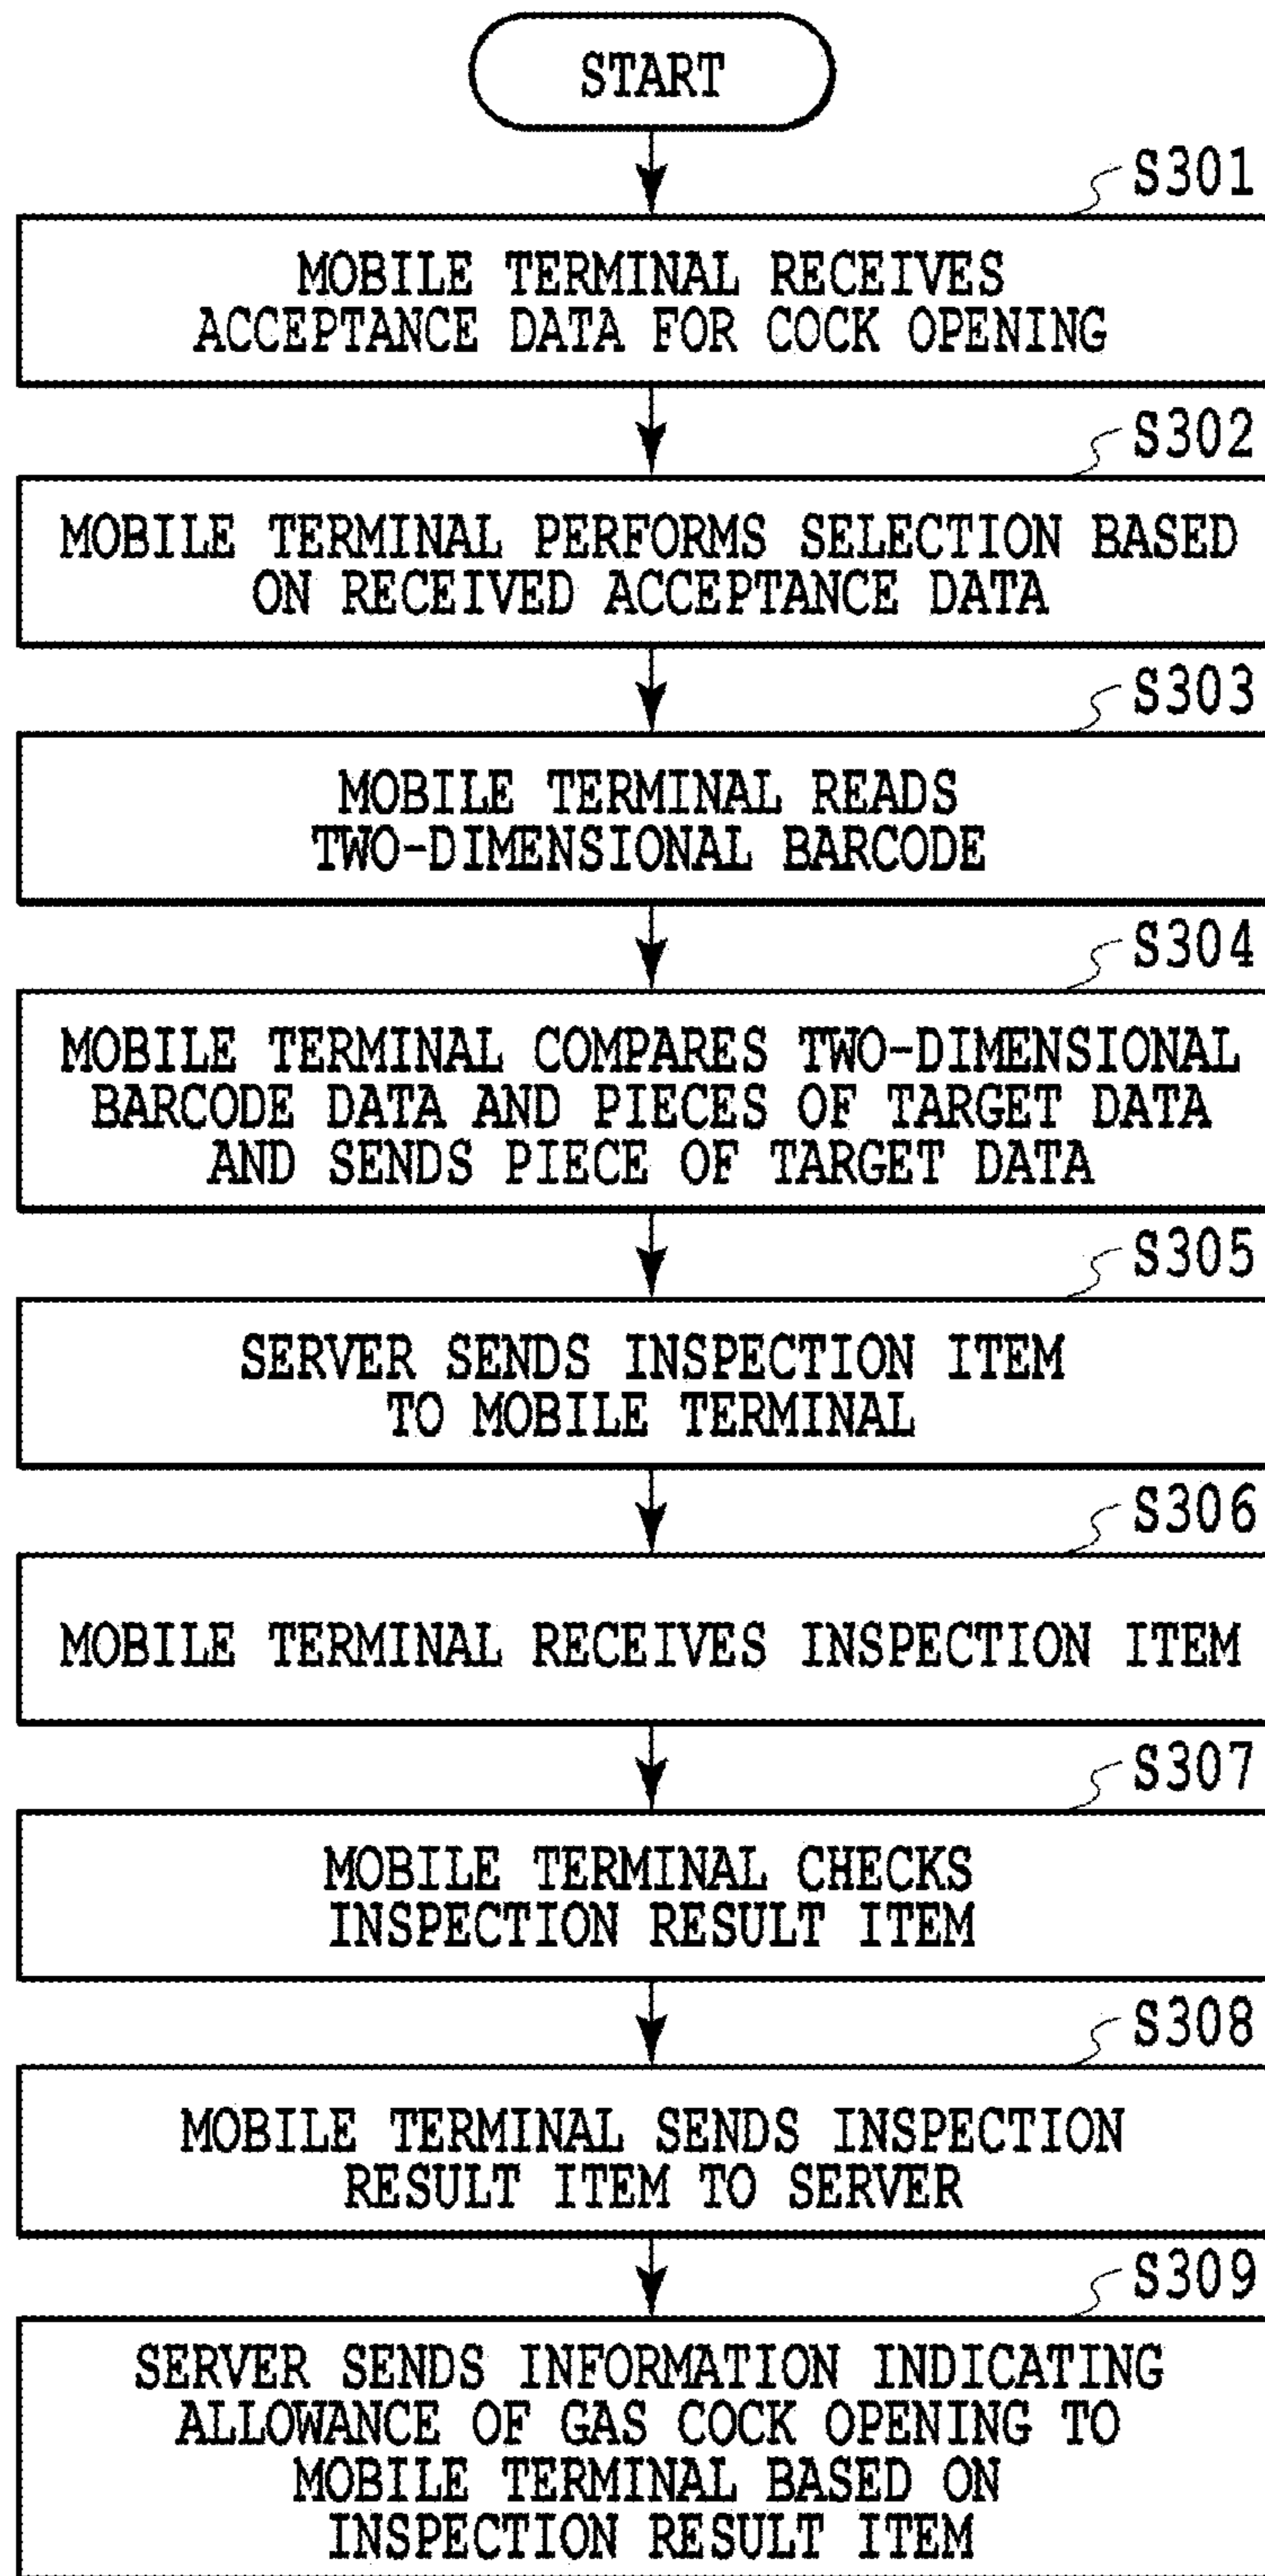 START
S301
MOBILE TERMINAL RECEIVES
ACCEPTANCE DATA FOR COCK OPENING
S302
MOBILE TERMINAL PERFORMS SELECTION BASED
ON RECEIVED ACCEPTANCE DATA
S303
MOBILE TERMINAL READS
TWO-DIMENSIONAL BARCODE
S304
MOBILE TERMINAL COMPARES TWO-DIMENSIONAL
BARCODE DATA AND PIECES OF TARGET DATA
AND SENDS PIECE OF TARGET DATA
S305
SERVER SENDS INSPECTION ITEM
TO MOBILE TERMINAL
S306
MOBILE TERMINAL RECEIVES INSPECTION ITEM
S307
MOBILE TERMINAL CHECKS
INSPECTION RESULT ITEM
S308
MOBILE TERMINAL SENDS INSPECTION
RESULT ITEM TO SERVER
S309
SERVER SENDS INFORMATION INDICATING
ALLOWANCE OF GAS COCK OPENING TO
MOBILE TERMINAL BASED ON
INSPECTION RESULT ITEM